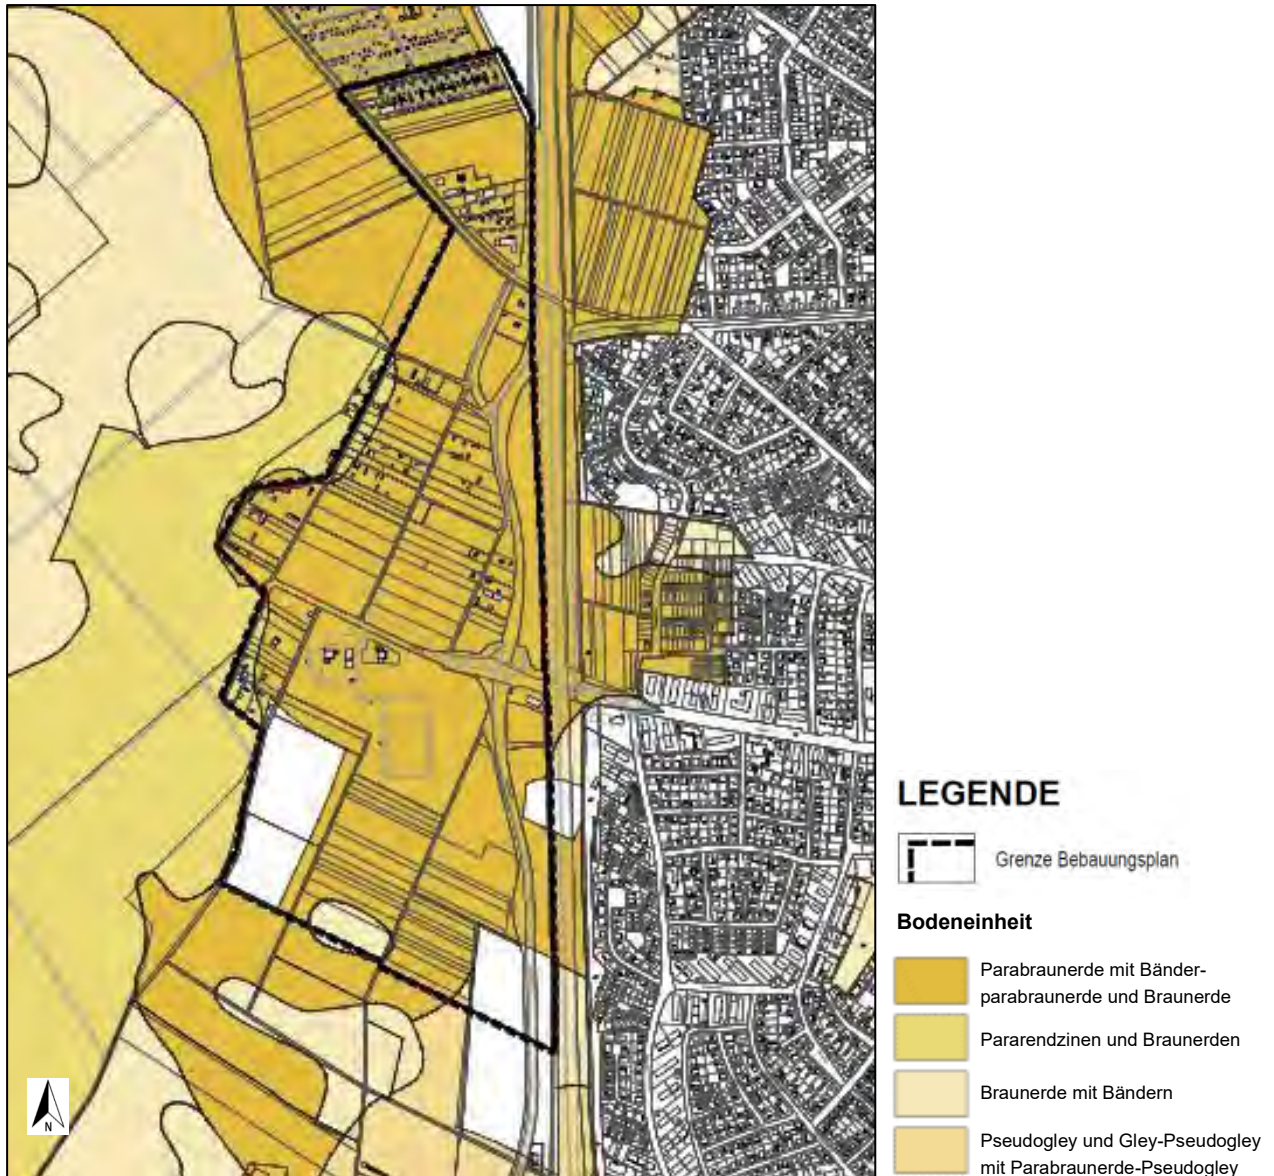 N
LEGENDE
Grenze Bebauungsplan
Bodeneinheit
Parabraunerde mit Bänder-
parabraunerde und Braunerde
Pararendzinen und Braunerden
Braunerde mit Bändern
Pseudogley und Gley-Pseudogley
mit Parabraunerde-Pseudogley